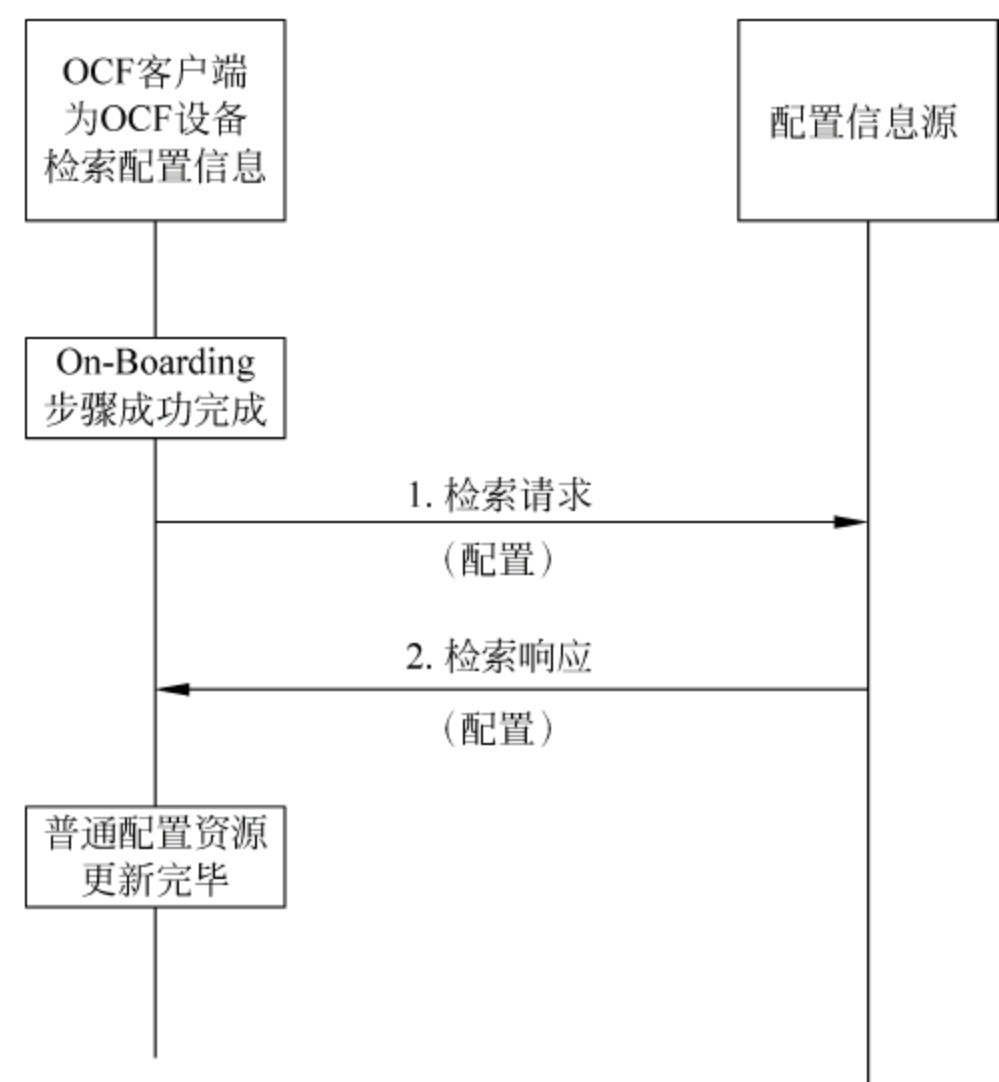 OCF客户端
为OCF设备
检索配置信息
配置信息源
On-Boarding
步骤成功完成
1. 检索请求
（配置）
2. 检索响应
（配置）
普通配置资源
更新完毕